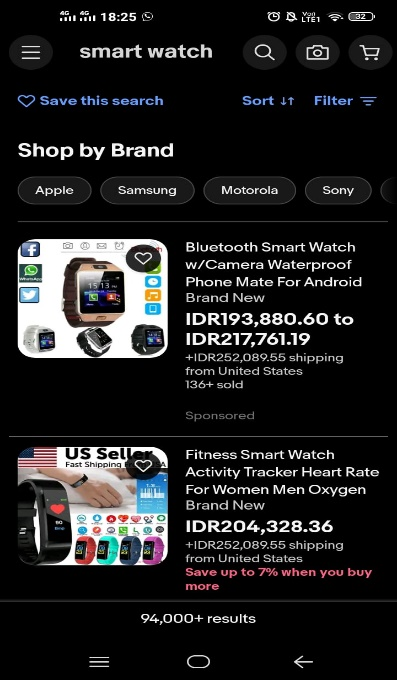 4G 4G 18:25 VoLTE1 32
smart watch
Save this search Sort Filter
Shop by Brand
Apple Samsung Motorola Sony
Bluetooth Smart Watch
w/Camera Waterproof
Phone Mate For Android
Brand New
IDR193,880.60 to
IDR217,761.19
+IDR252,089.55 shipping
from United States
136+ sold
Sponsored
WhatsApp
US Seller
Fast Shipping
Fitness Smart Watch
Activity Tracker Heart Rate
For Women Men Oxygen
Brand New
IDR204,328.36
+IDR252,089.55 shipping
from United States
Save up to 7% when you buy
more
94,000+ results